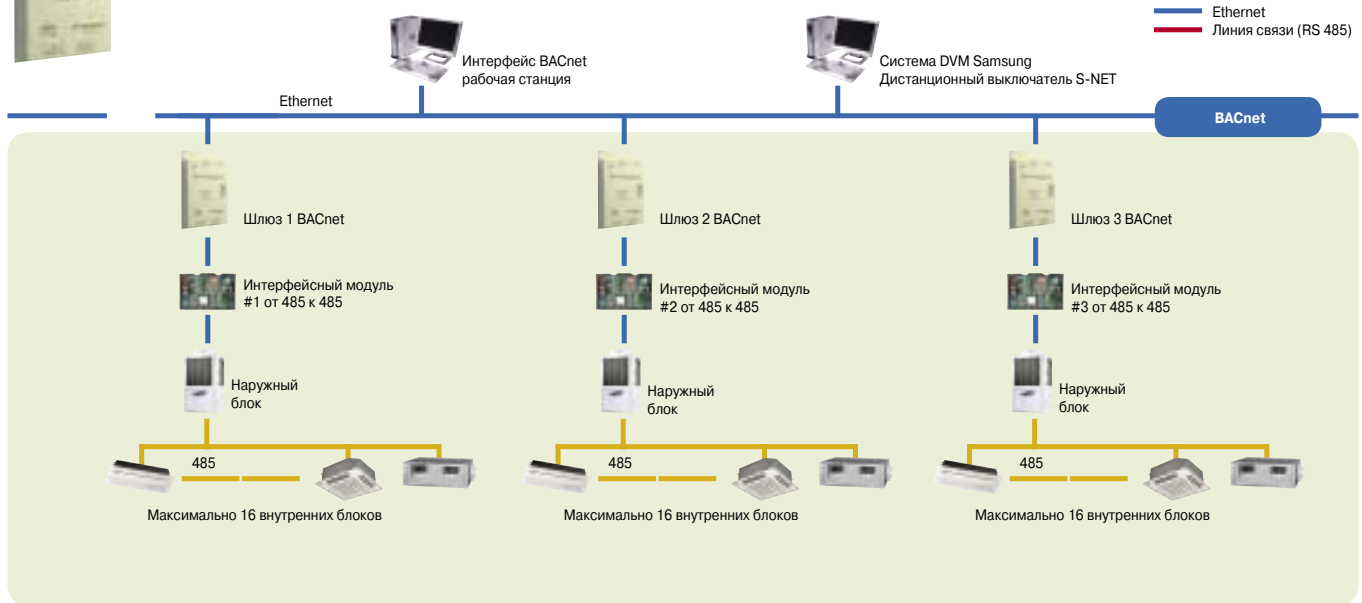 Ethernet
Линия связи (RS 485)
Интерфейс BACnet
рабочая станция
Система DVM Samsung
Дистанционный выключатель S-NET
Ethernet
BACnet
Шлюз 1 BACnet
Шлюз 2 BACnet
Шлюз 3 BACnet
Интерфейсный модуль
#1 от 485 к 485
Интерфейсный модуль
#2 от 485 к 485
Интерфейсный модуль
#3 от 485 к 485
Наружный
блок
Наружный
блок
Наружный
блок
485
485
485
Максимально 16 внутренних блоков
Максимально 16 внутренних блоков
Максимально 16 внутренних блоков